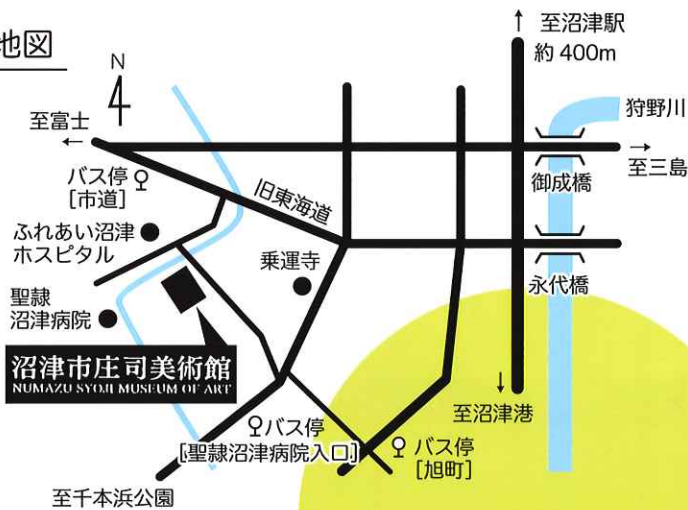 地図
N
至沼津駅
約400m
狩野川
至富士
至三島
バス停
[市道]
御成橋
旧東海道
ふれあい沼津
ホスピタル
乗運寺
永代橋
聖隷
沼津病院
沼津市庄司美術館
NUMAZU SYOJI MUSEUM OF ART
至沼津港
バス停
[聖隷沼津病院入口]
バス停
[旭町]
至千本浜公園